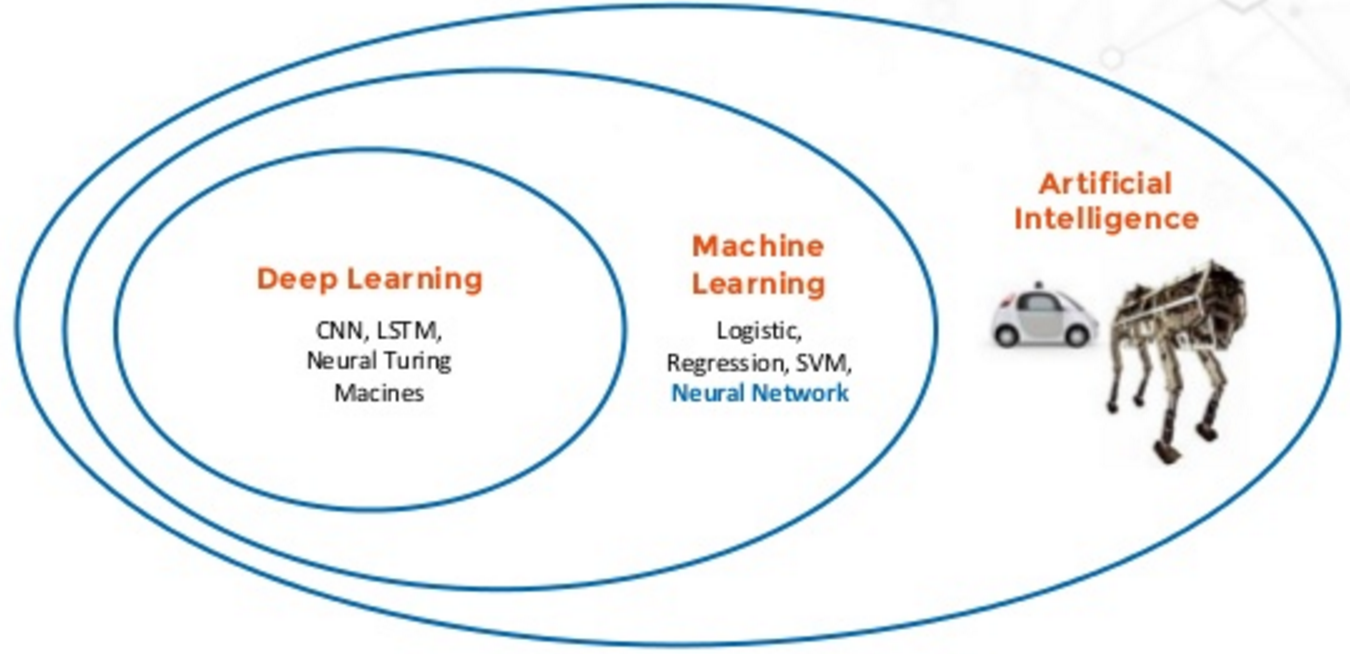 Deep Learning
CNN, LSTM,
Neural Turing
Macines
Machine
Learning
Logistic,
Regression, SVM,
Neural Network
Artificial
Intelligence